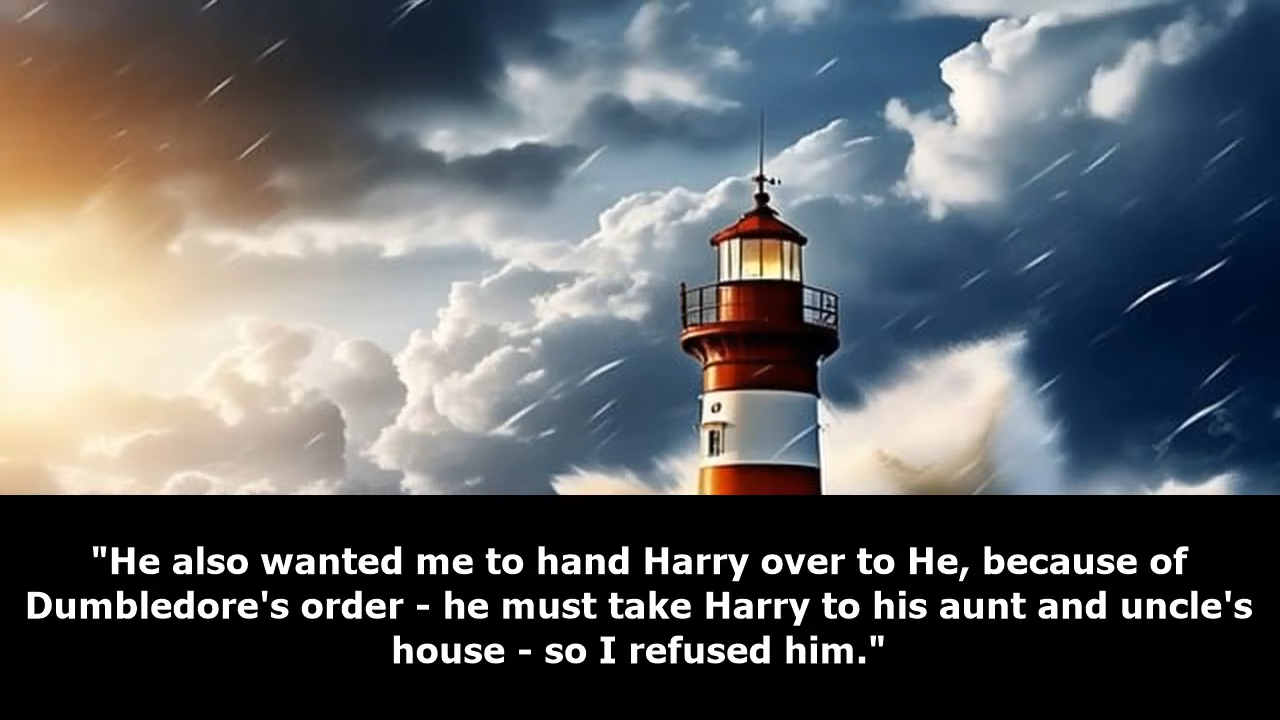 "He also wanted me to hand Harry over to He, because of
Dumbledore's order - he must take Harry to his aunt and uncle's
house - so I refused him."